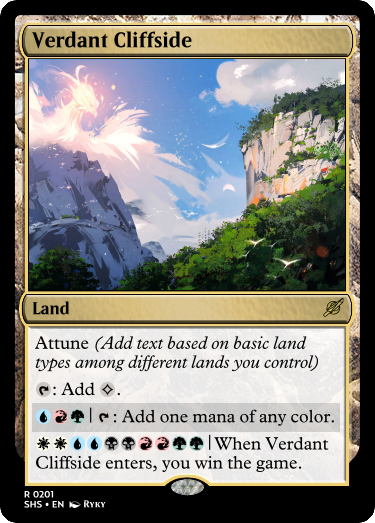 Verdant Cliffside
Land
Attune (Add text based on basic land
types among different lands you control)
: Add .
| : Add one mana of any color.
| When Verdant
Cliffside enters, you win the game.
R 0201
SHS • EN Ryky